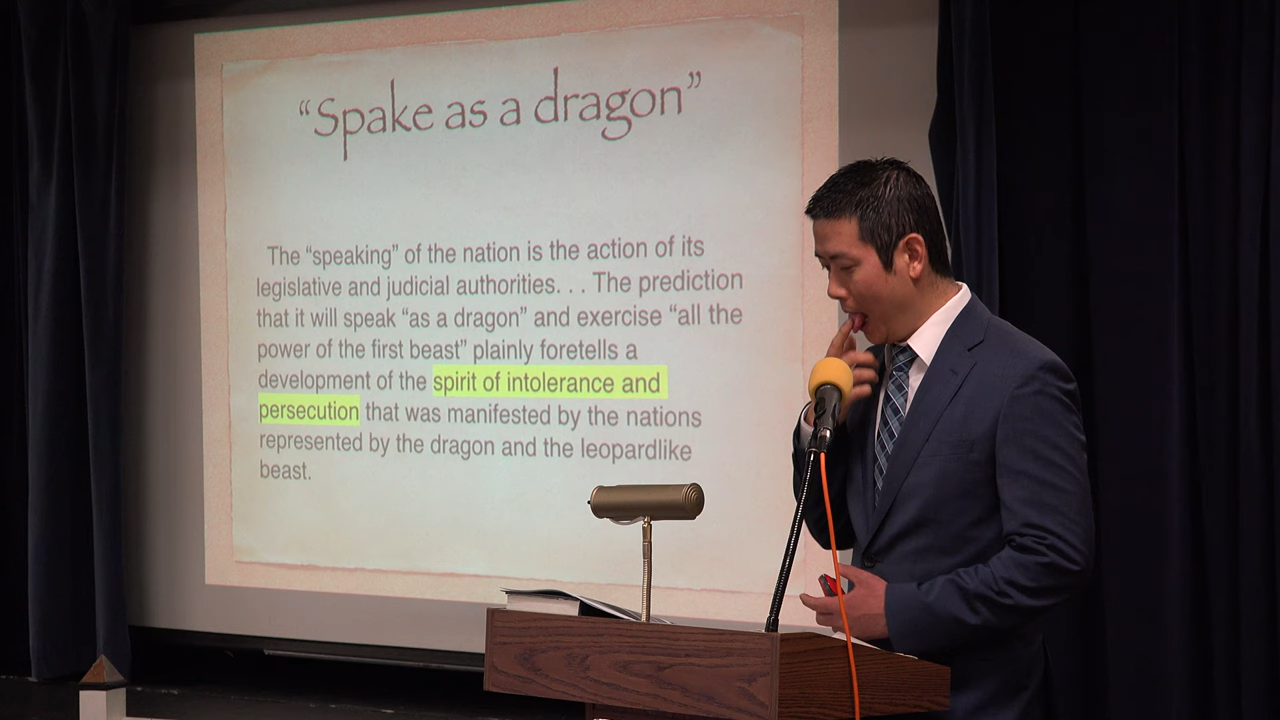 “Spake as a dragon”
The “speaking” of the nation is the action of its
legislative and judicial authorities. . . The prediction
that it will speak “as a dragon” and exercise “all the
power of the first beast” plainly foretells a
development of the spirit of intolerance and
persecution that was manifested by the nations
represented by the dragon and the leopardlike
beast.